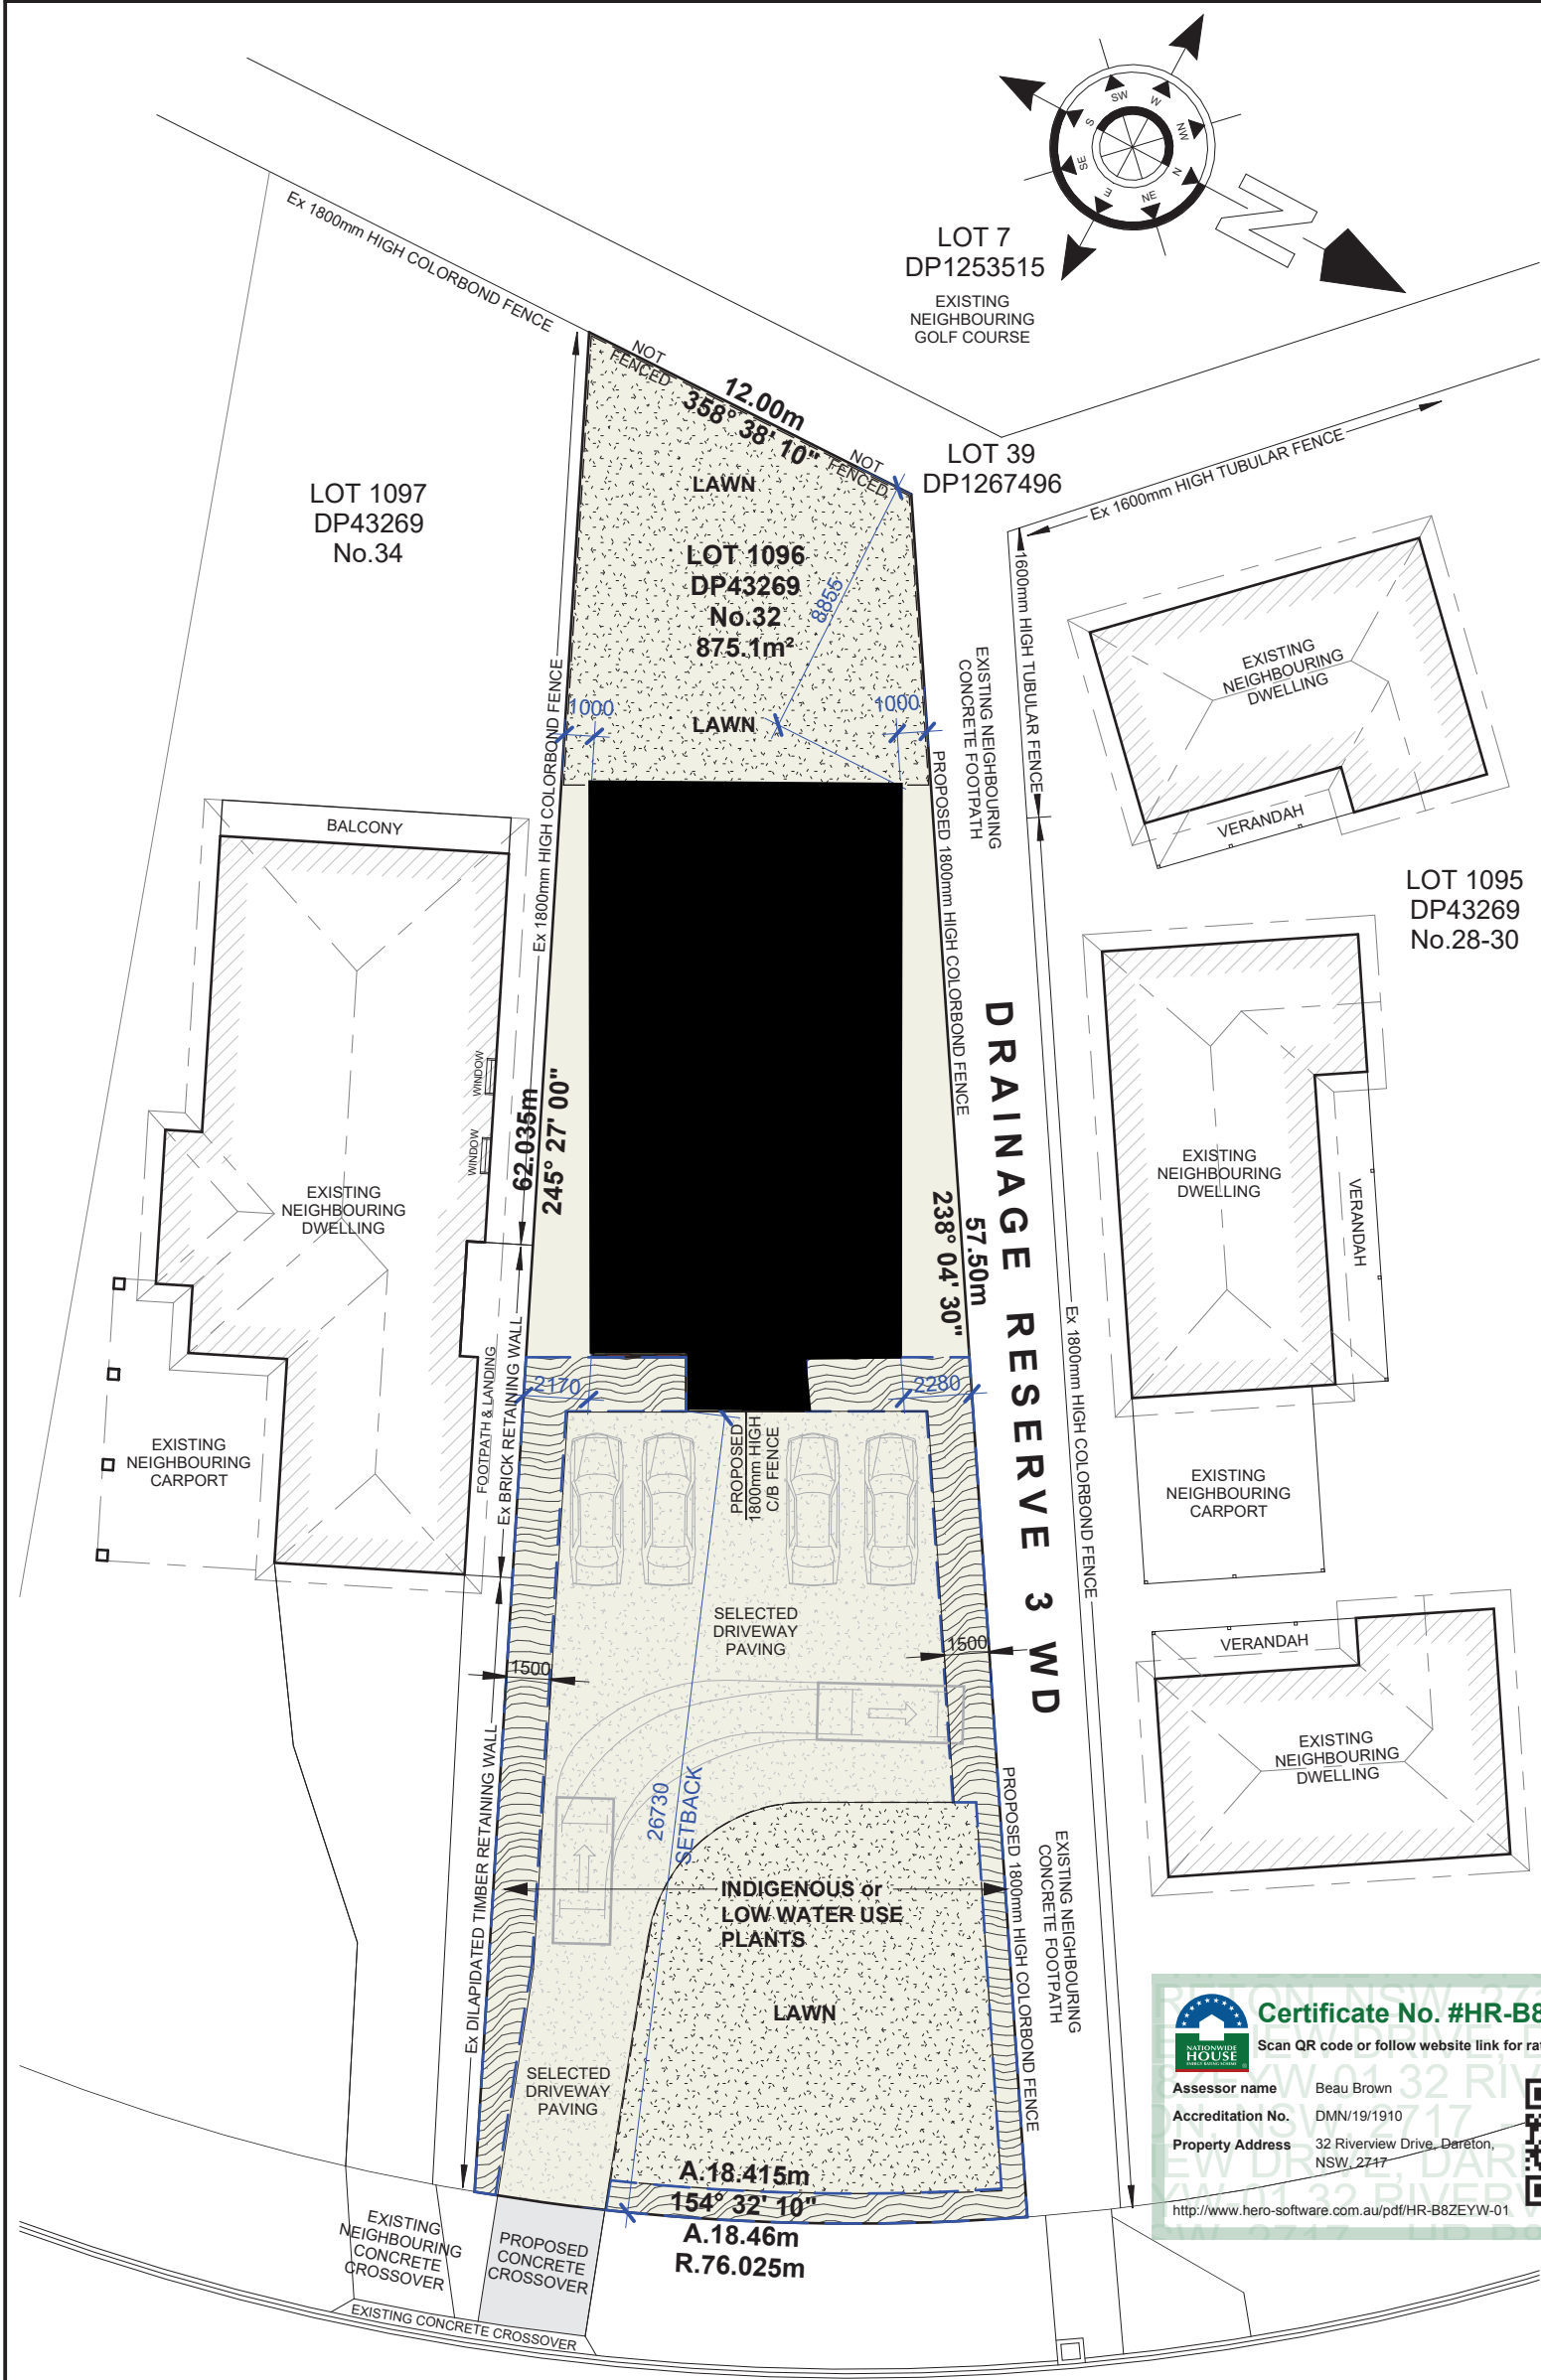 SW
W
NW
N
NE
E
SE
S
N
LOT 7
DP1253515
EXISTING
NEIGHBOURING
GOLF COURSE
Ex 1800mm HIGH COLORBOND FENCE
NOT
FENCED
12.00m
358° 38' 10"
NOT
FENCED
LOT 39
DP1267496
Ex 1600mm HIGH TUBULAR FENCE
LOT 1097
DP43269
No.34
LAWN
LOT 1096
DP43269
No.32
875.1m²
8855
1000
LAWN
1000
Ex 1800mm HIGH COLORBOND FENCE
PROPOSED 1800mm HIGH COLORBOND FENCE
EXISTING NEIGHBOURING
CONCRETE FOOTPATH
1600mm HIGH TUBULAR FENCE
EXISTING
NEIGHBOURING
DWELLING
VERANDAH
LOT 1095
DP43269
No.28-30
BALCONY
WINDOW
WINDOW
62.035m
245° 27' 00"
EXISTING
NEIGHBOURING
DWELLING
DRAINAGE RESERVE 3 WD
57.50m
238° 04' 30"
EXISTING
NEIGHBOURING
DWELLING
VERANDAH
Ex 1800mm HIGH COLORBOND FENCE
FOOTPATH & LANDING
Ex BRICK RETAINING WALL
2170
2280
EXISTING
NEIGHBOURING
CARPORT
PROPOSED
1800mm HIGH
C/B FENCE
EXISTING
NEIGHBOURING
CARPORT
SELECTED
DRIVEWAY
PAVING
1500
1500
VERANDAH
EXISTING
NEIGHBOURING
DWELLING
Ex DILAPIDATED TIMBER RETAINING WALL
26730
SETBACK
PROPOSED 1800mm HIGH COLORBOND FENCE
EXISTING NEIGHBOURING
CONCRETE FOOTPATH
INDIGENOUS or
LOW WATER USE
PLANTS
LAWN
SELECTED
DRIVEWAY
PAVING
A.18.415m
154° 32' 10"
A.18.46m
R.76.025m
EXISTING
NEIGHBOURING
CONCRETE
CROSSOVER
PROPOSED
CONCRETE
CROSSOVER
EXISTING CONCRETE CROSSOVER
NATIONWIDE
HOUSE
ENERGY RATING SCHEME
Certificate No. #HR-B8
Scan QR code or follow website link for rat
Assessor name Beau Brown
Accreditation No. DMN/19/1910
Property Address 32 Riverview Drive, Dareton,
NSW, 2717
http://www.hero-software.com.au/pdf/HR-B8ZEYW-01